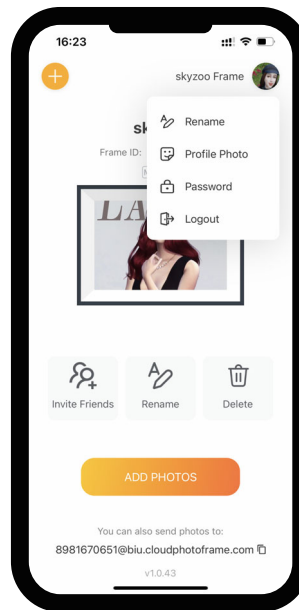 16:23
skyzoo Frame
Rename
Profile Photo
Password
Logout
sk
Frame ID:
LA
Invite Friends
Rename
Delete
ADD PHOTOS
You can also send photos to:
8981670651@biu.cloudphotoframe.com
v1.0.43